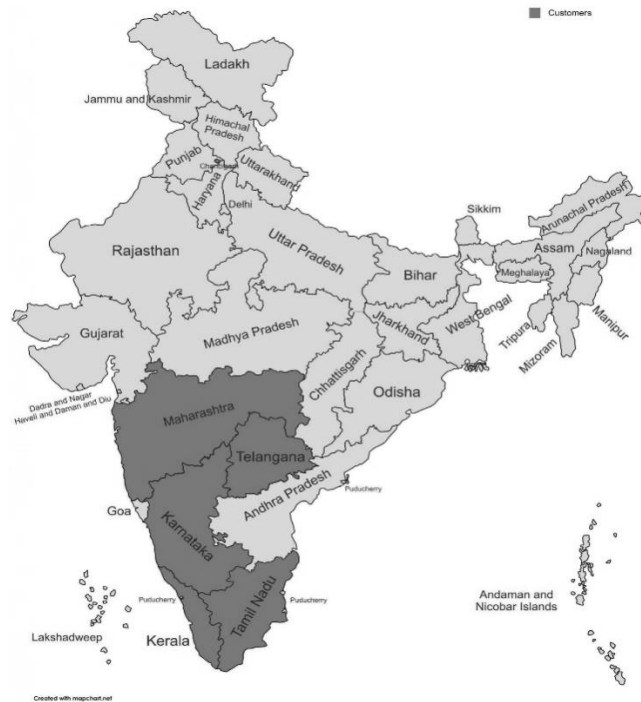 Customers
Ladakh
Jammu and Kashmir
Himachal
Pradesh
Punjab
Chandigarh
Uttarakhand
Haryana
Delhi
Sikkim
Arunachal Pradesh
Rajasthan
Uttar Pradesh
Assam
Nagaland
Bihar
Meghalaya
Manipur
Gujarat
Madhya Pradesh
Jharkhand
West Bengal
Tripura
Mizoram
Chhattisgarh
Odisha
Dadra and Nagar
Haveli and Daman and Diu
Maharashtra
Telangana
Andhra Pradesh
Puducherry
Goa
Karnataka
Puducherry
Tamil Nadu
Puducherry
Andaman and
Nicobar Islands
Lakshadweep
Kerala
Created with mapchart.net